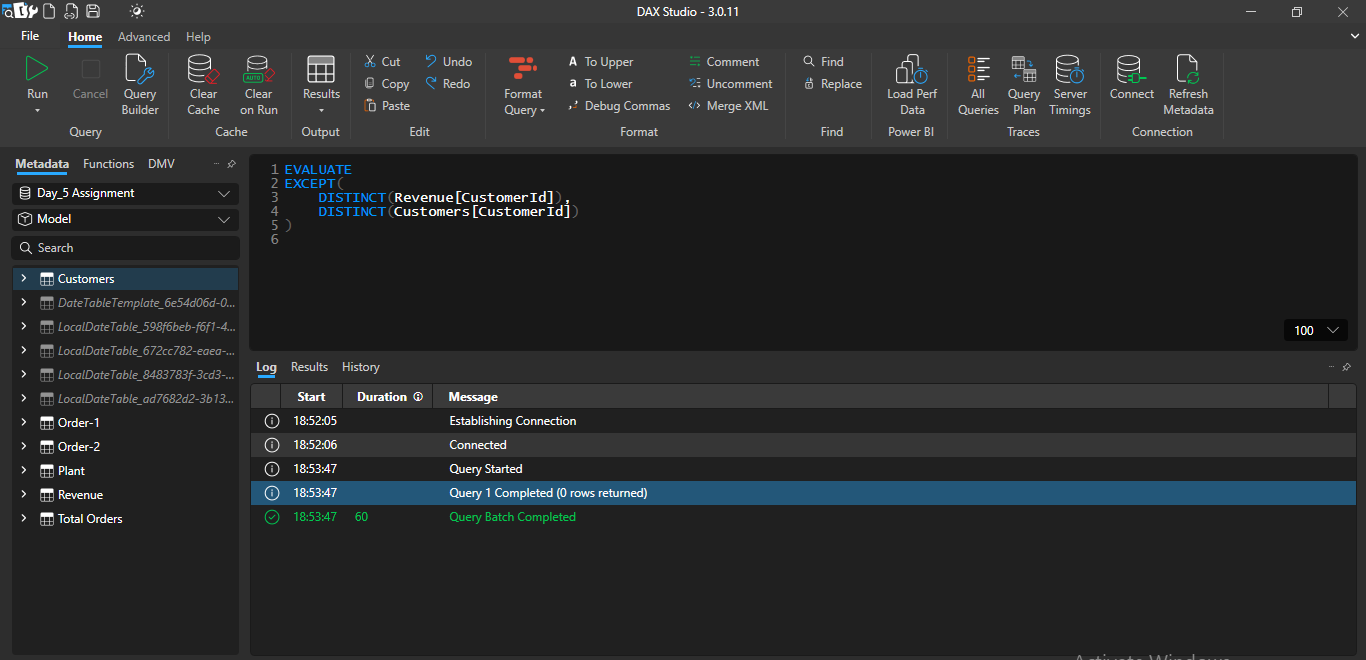 DAX Studio - 3.0.11
File Home Advanced Help
Run Cancel Query Builder Clear Cache Clear on Run Results
Cut Undo
Copy Redo
Paste
Format Query
To Upper Comment
To Lower Uncomment
Debug Commas Merge XML
Find
Replace
Load Perf Data All Queries Query Plan Server Timings Connect Refresh Metadata
Query Cache Output Edit Format Find Power BI Traces Connection
Metadata Functions DMV
Day_5 Assignment
Model
Search
Customers
DateTableTemplate_6e54d06d-0...
LocalDateTable_598f6beb-f6f1-4...
LocalDateTable_672cc782-eaea-...
LocalDateTable_8483783f-3cd3-...
LocalDateTable_ad7682d2-3b13...
Order-1
Order-2
Plant
Revenue
Total Orders
1 EVALUATE
2 EXCEPT(
3 DISTINCT(Revenue[CustomerId]),
4 DISTINCT(Customers[CustomerId])
5 )
6
100
Log Results History
Start Duration Message
18:52:05 Establishing Connection
18:52:06 Connected
18:53:47 Query Started
18:53:47 Query 1 Completed (0 rows returned)
18:53:47 60 Query Batch Completed
Activate Windows